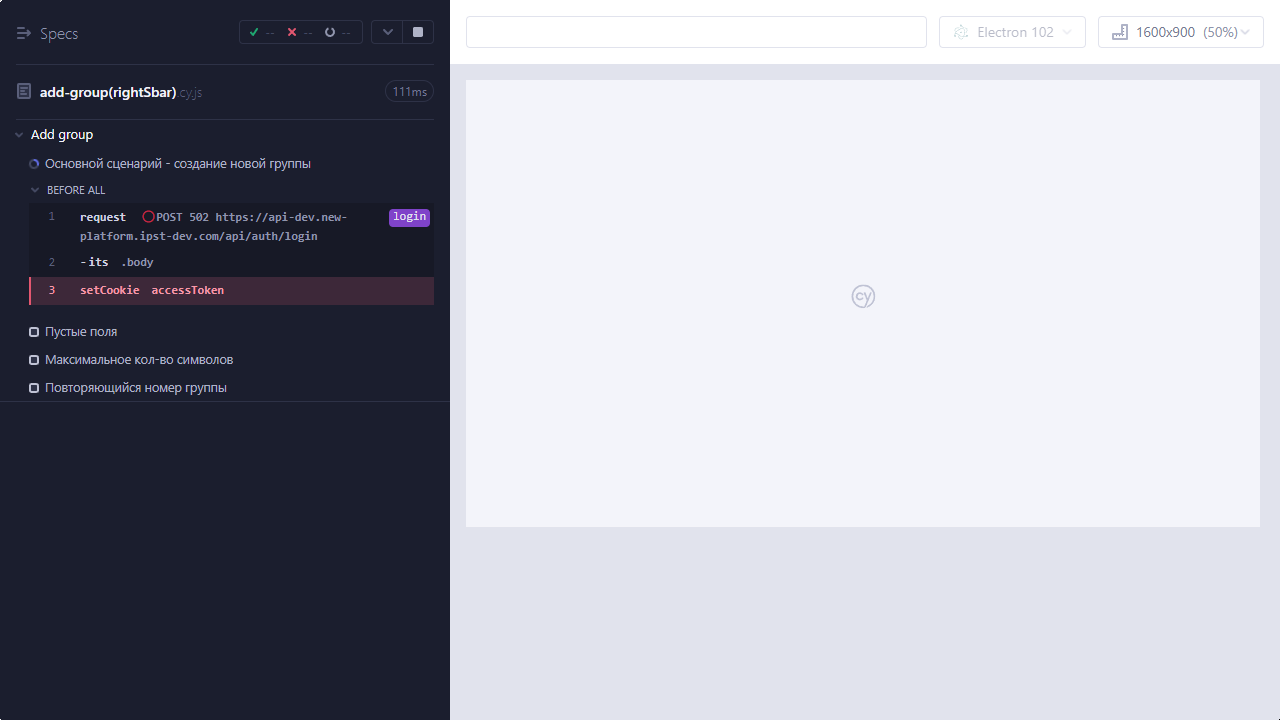 Specs
--
--
--
Electron 102
1600x900 (50%)
add-group(rightSbar).cy.js
111ms
Add group
Основной сценарий - создание новой группы
BEFORE ALL
1 request POST 502 https://api-dev.new-
platform.ipst-dev.com/api/auth/login
login
2 -its .body
3 setCookie accessToken
Пустые поля
Максимальное кол-во символов
Повторяющийся номер группы
cy